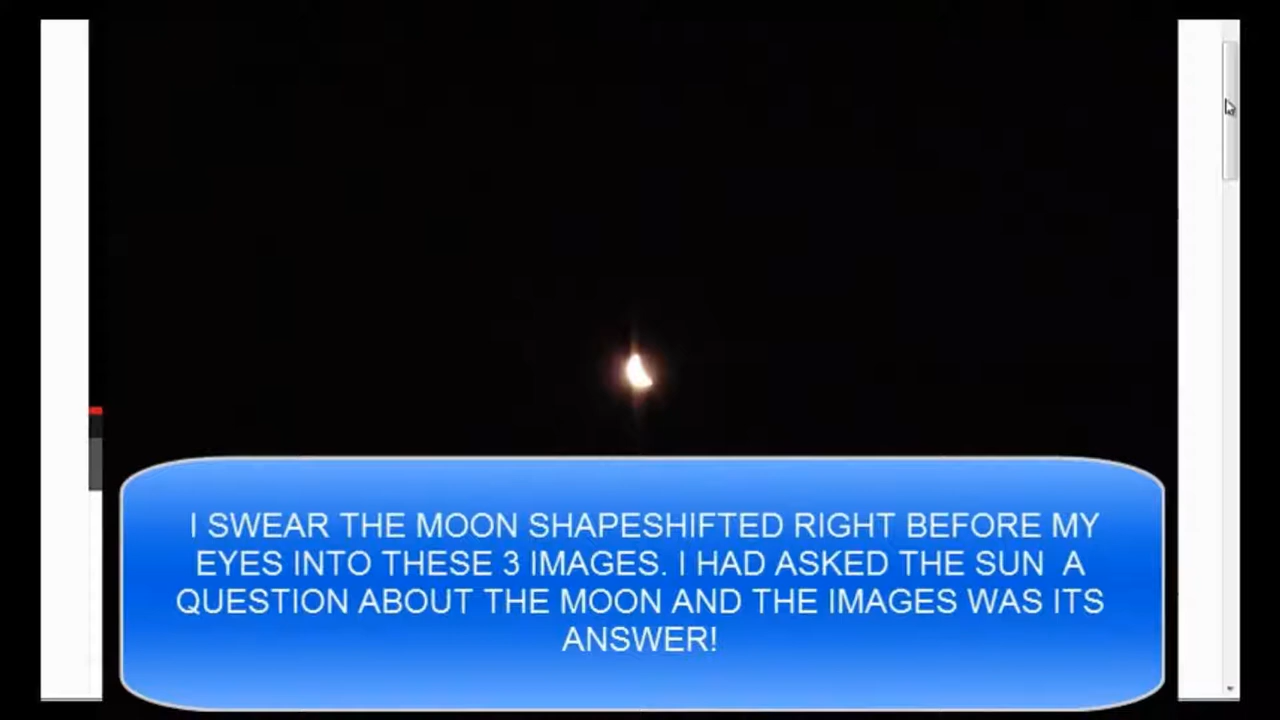 I SWEAR THE MOON SHAPESHIFTED RIGHT BEFORE MY
EYES INTO THESE 3 IMAGES. I HAD ASKED THE SUN A
QUESTION ABOUT THE MOON AND THE IMAGES WAS ITS
ANSWER!